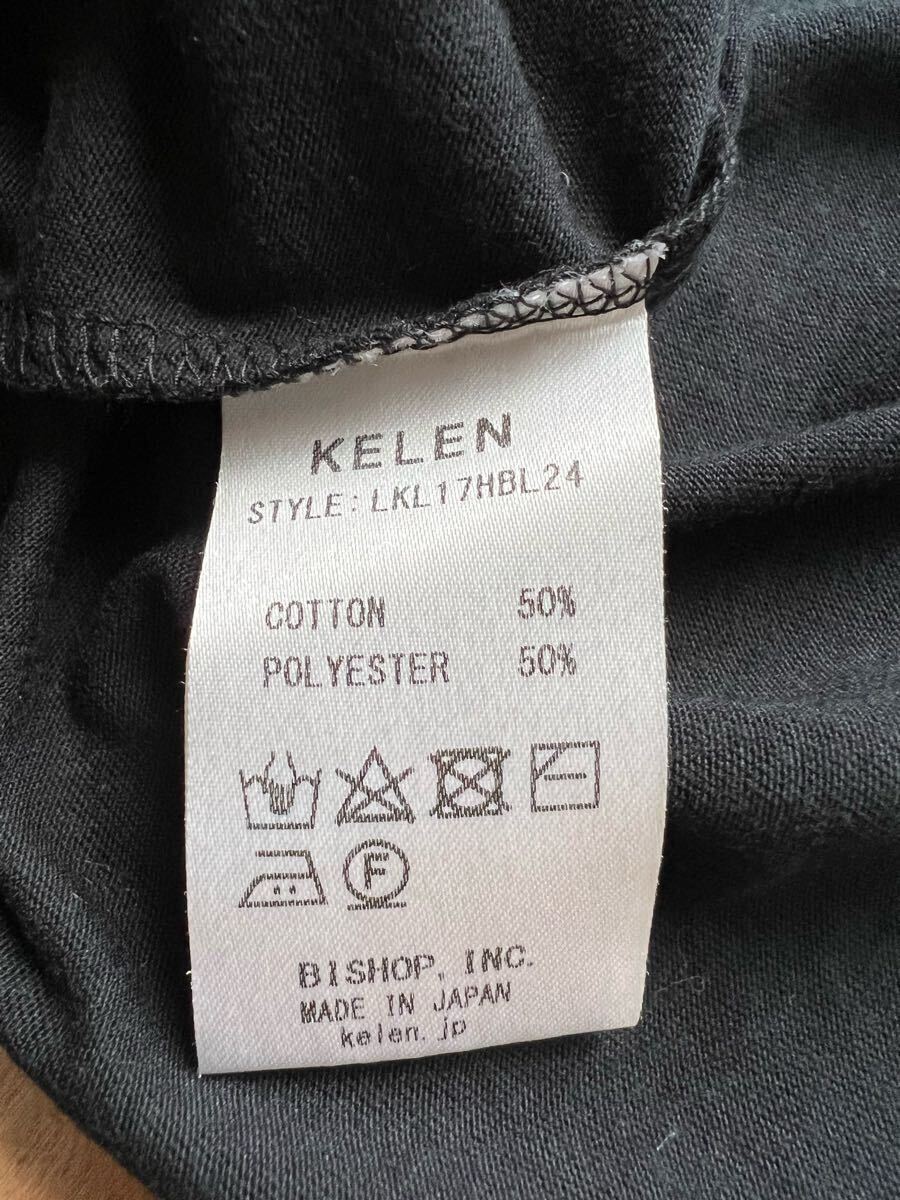 KELEN
STYLE: LKL17HBL24
COTTON 50%
POLYESTER 50%
F
BISHOP, INC.
MADE IN JAPAN
kelen.jp